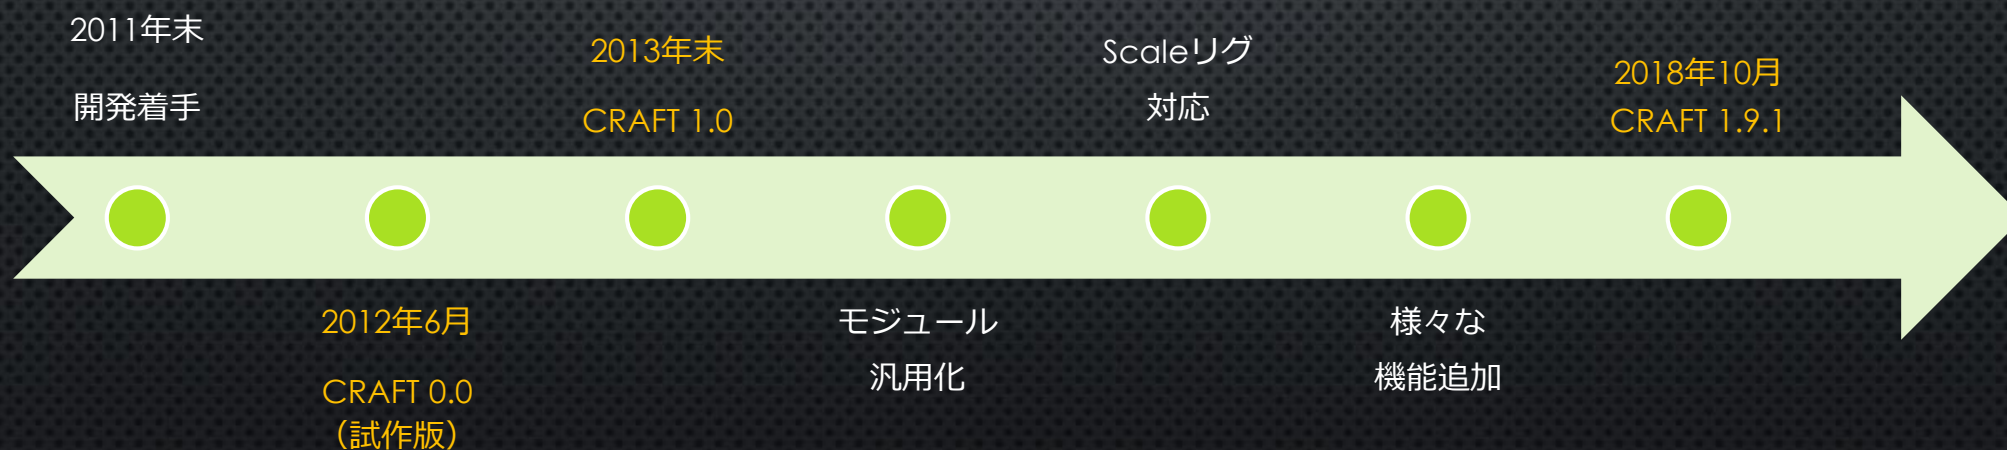 2011年末
開発着手
2012年6月
CRAFT 0.0
（試作版）
2013年末
CRAFT 1.0
モジュール
汎用化
Scaleリグ
対応
様々な
機能追加
2018年10月
CRAFT 1.9.1